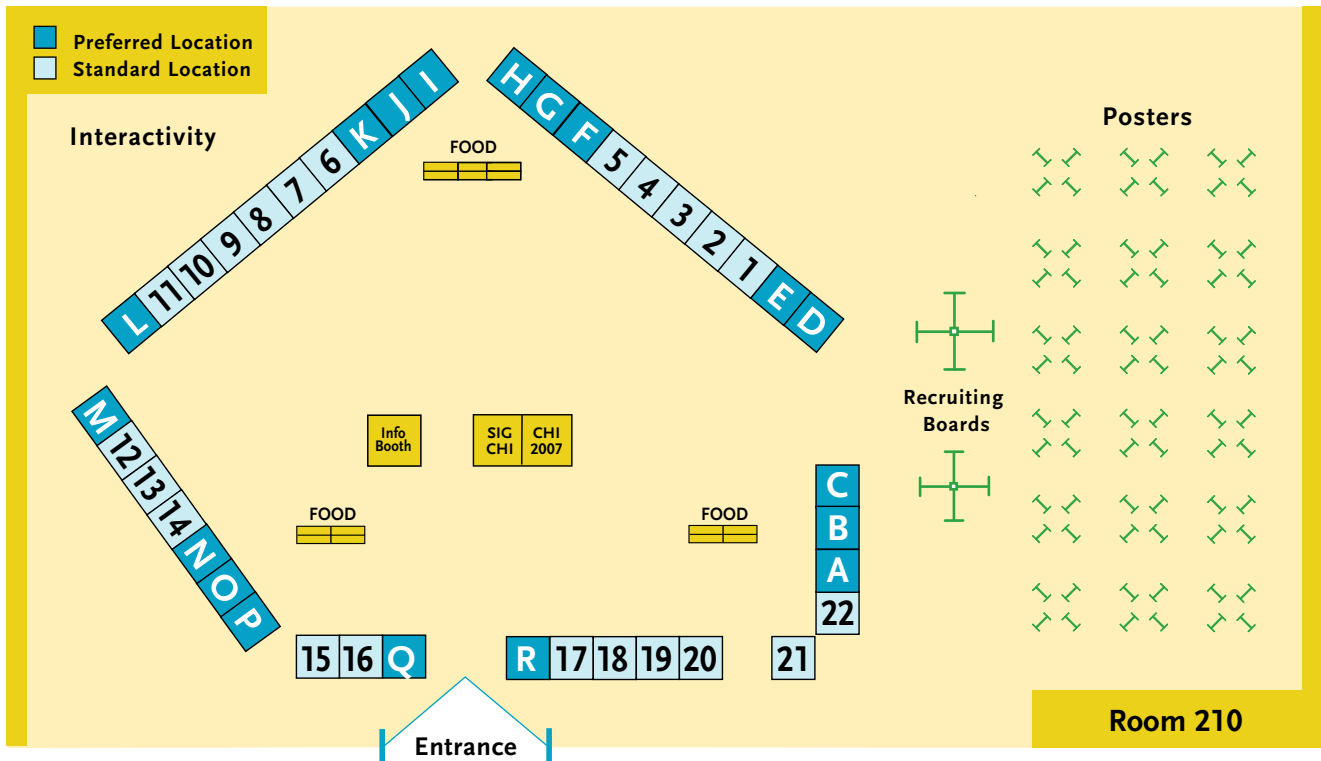 Preferred Location
Standard Location
Interactivity
Posters
L 11 10 9 8 7 6 K J I
H G F 5 4 3 2 1 E D
FOOD
Recruiting
Boards
M 12 13 14 N O P
Info
Booth
SIG
CHI
CHI
2007
FOOD
FOOD
C
B
A
22
15 16 Q
R 17 18 19 20
21
Entrance
Room 210